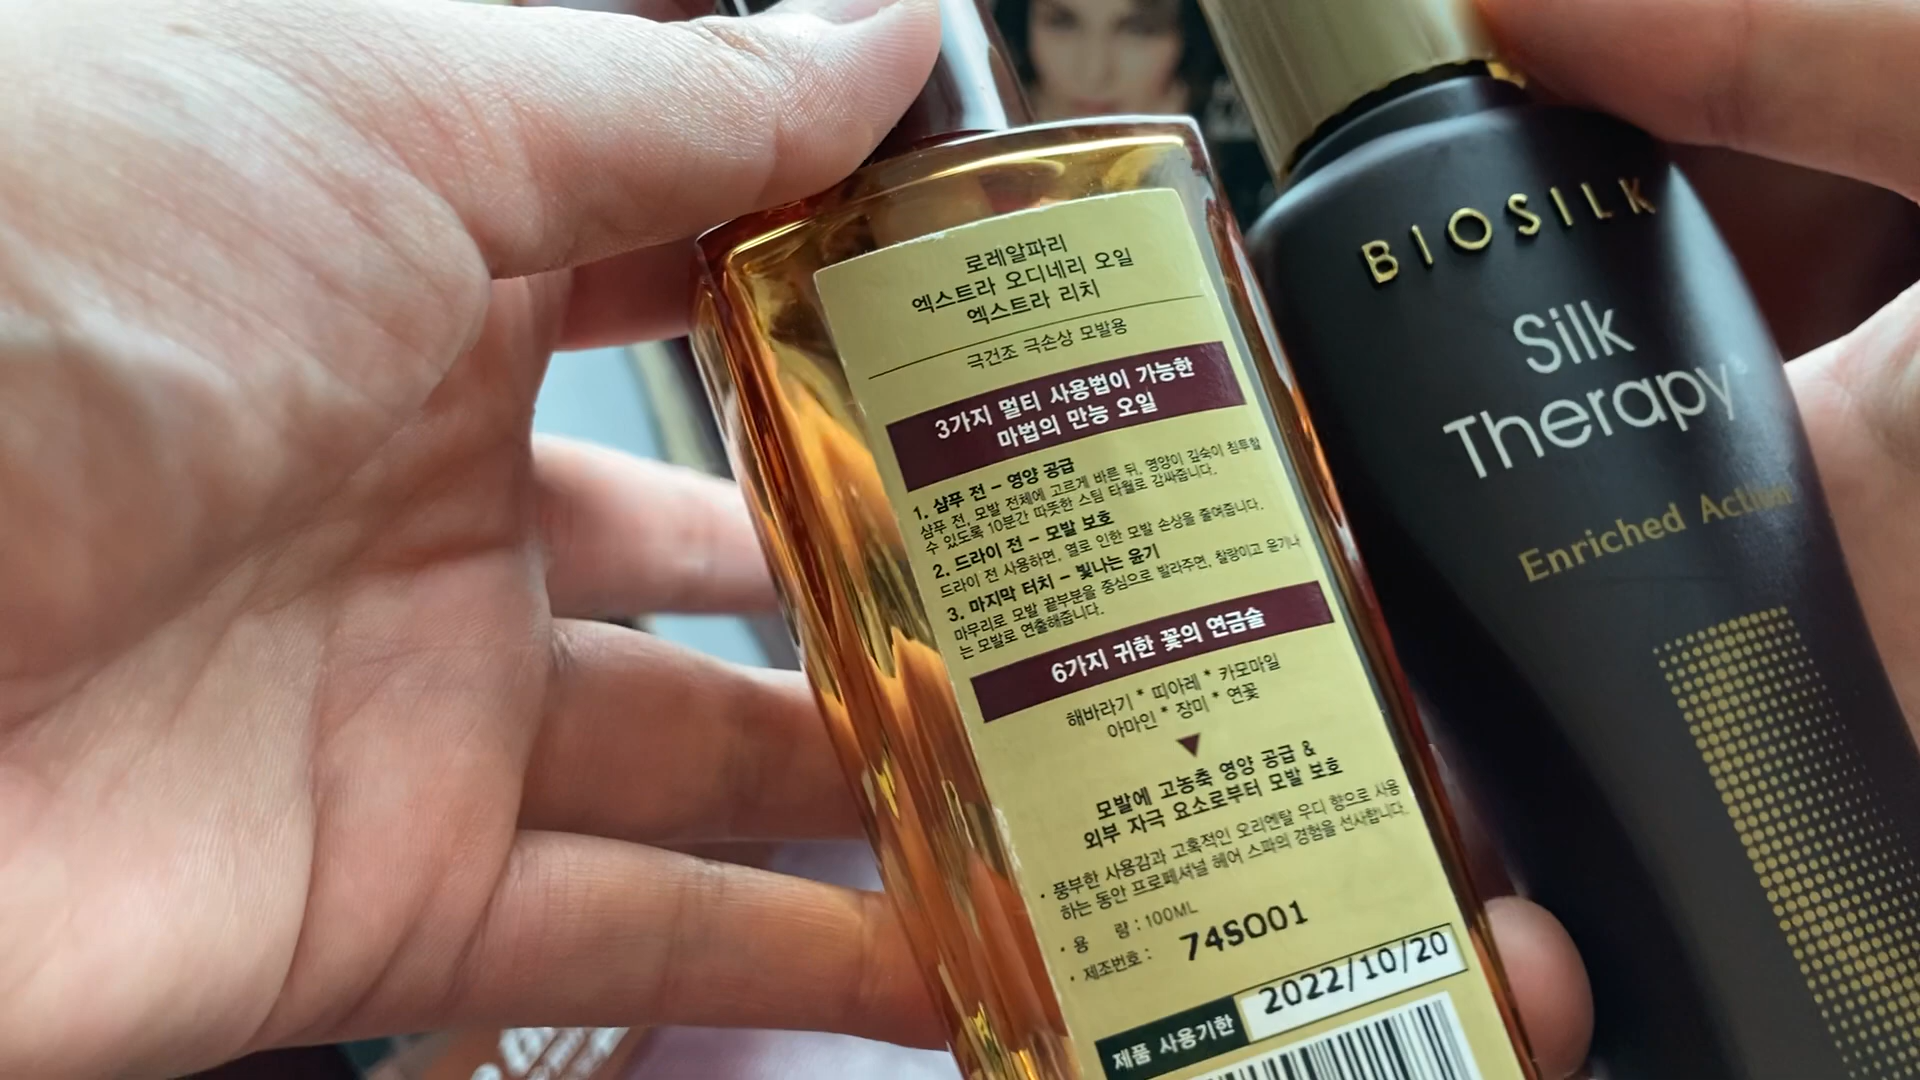 로레알파리
엑스트라 오디네리 오일
엑스트라 리치
극건조 극손상 모발용
3가지 멀티 사용법이 가능한
마법의 만능 오일
1. 샴푸 전 - 영양 공급
샴푸 전, 모발 전체에 고르게 바른 뒤, 영양이 깊숙이 침투할
수 있도록 10분간 따뜻한 스팀 타월로 감싸줍니다.
2. 드라이 전 - 모발 보호
드라이 전 사용하면, 열로 인한 모발 손상을 줄여줍니다.
3. 마지막 터치 - 빛나는 윤기
마무리로 모발 끝부분을 중심으로 발라주면, 찰랑이고 윤기나
는 모발로 연출해줍니다.
6가지 귀한 꽃의 연금술
해바라기 * 띠아레 * 카모마일
아마인 * 장미 * 연꽃
모발에 고농축 영양 공급 &
외부 자극 요소로부터 모발 보호
· 풍부한 사용감과 고혹적인 오리엔탈 우디 향으로 사용
하는 동안 프로페셔널 헤어 스파의 경험을 선사합니다.
· 용 량 : 100ML
· 제조번호 : 74SO01
제품 사용기한 2022/10/20
BIOSILK
Silk
Therapy
Enriched Action